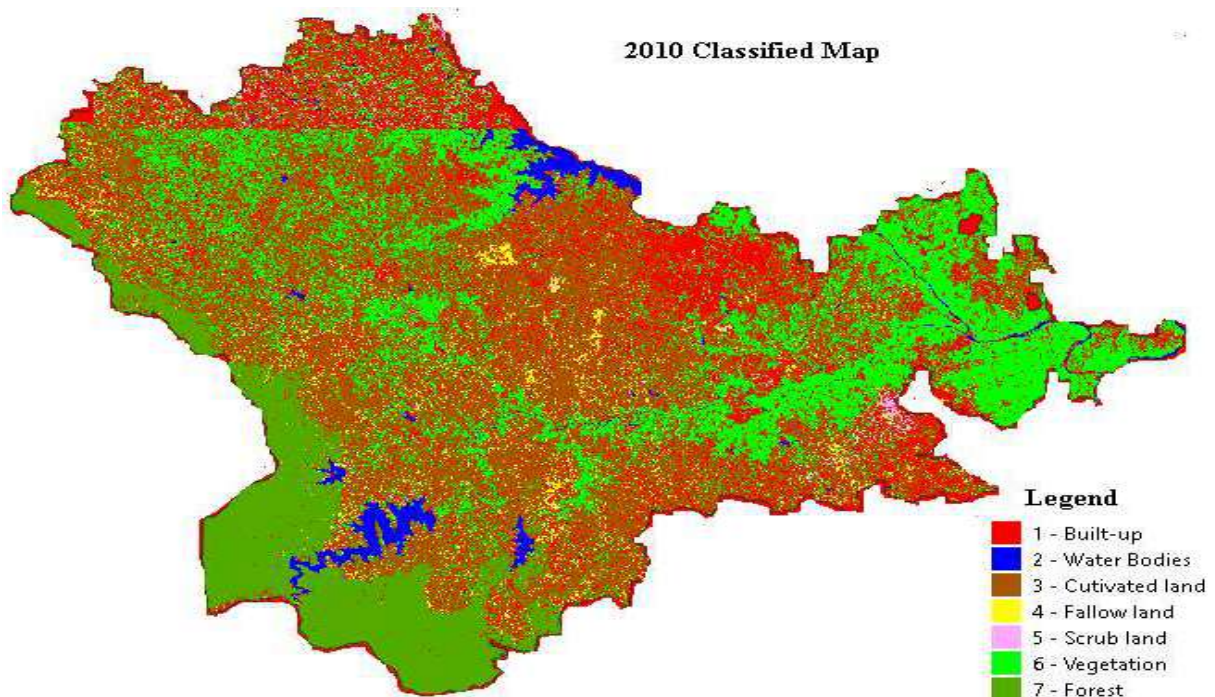 2010 Classified Map
Legend
1 - Built-up
2 - Water Bodies
3 - Cutivated land
4 - Fallow land
5 - Scrub land
6 - Vegetation
7 - Forest